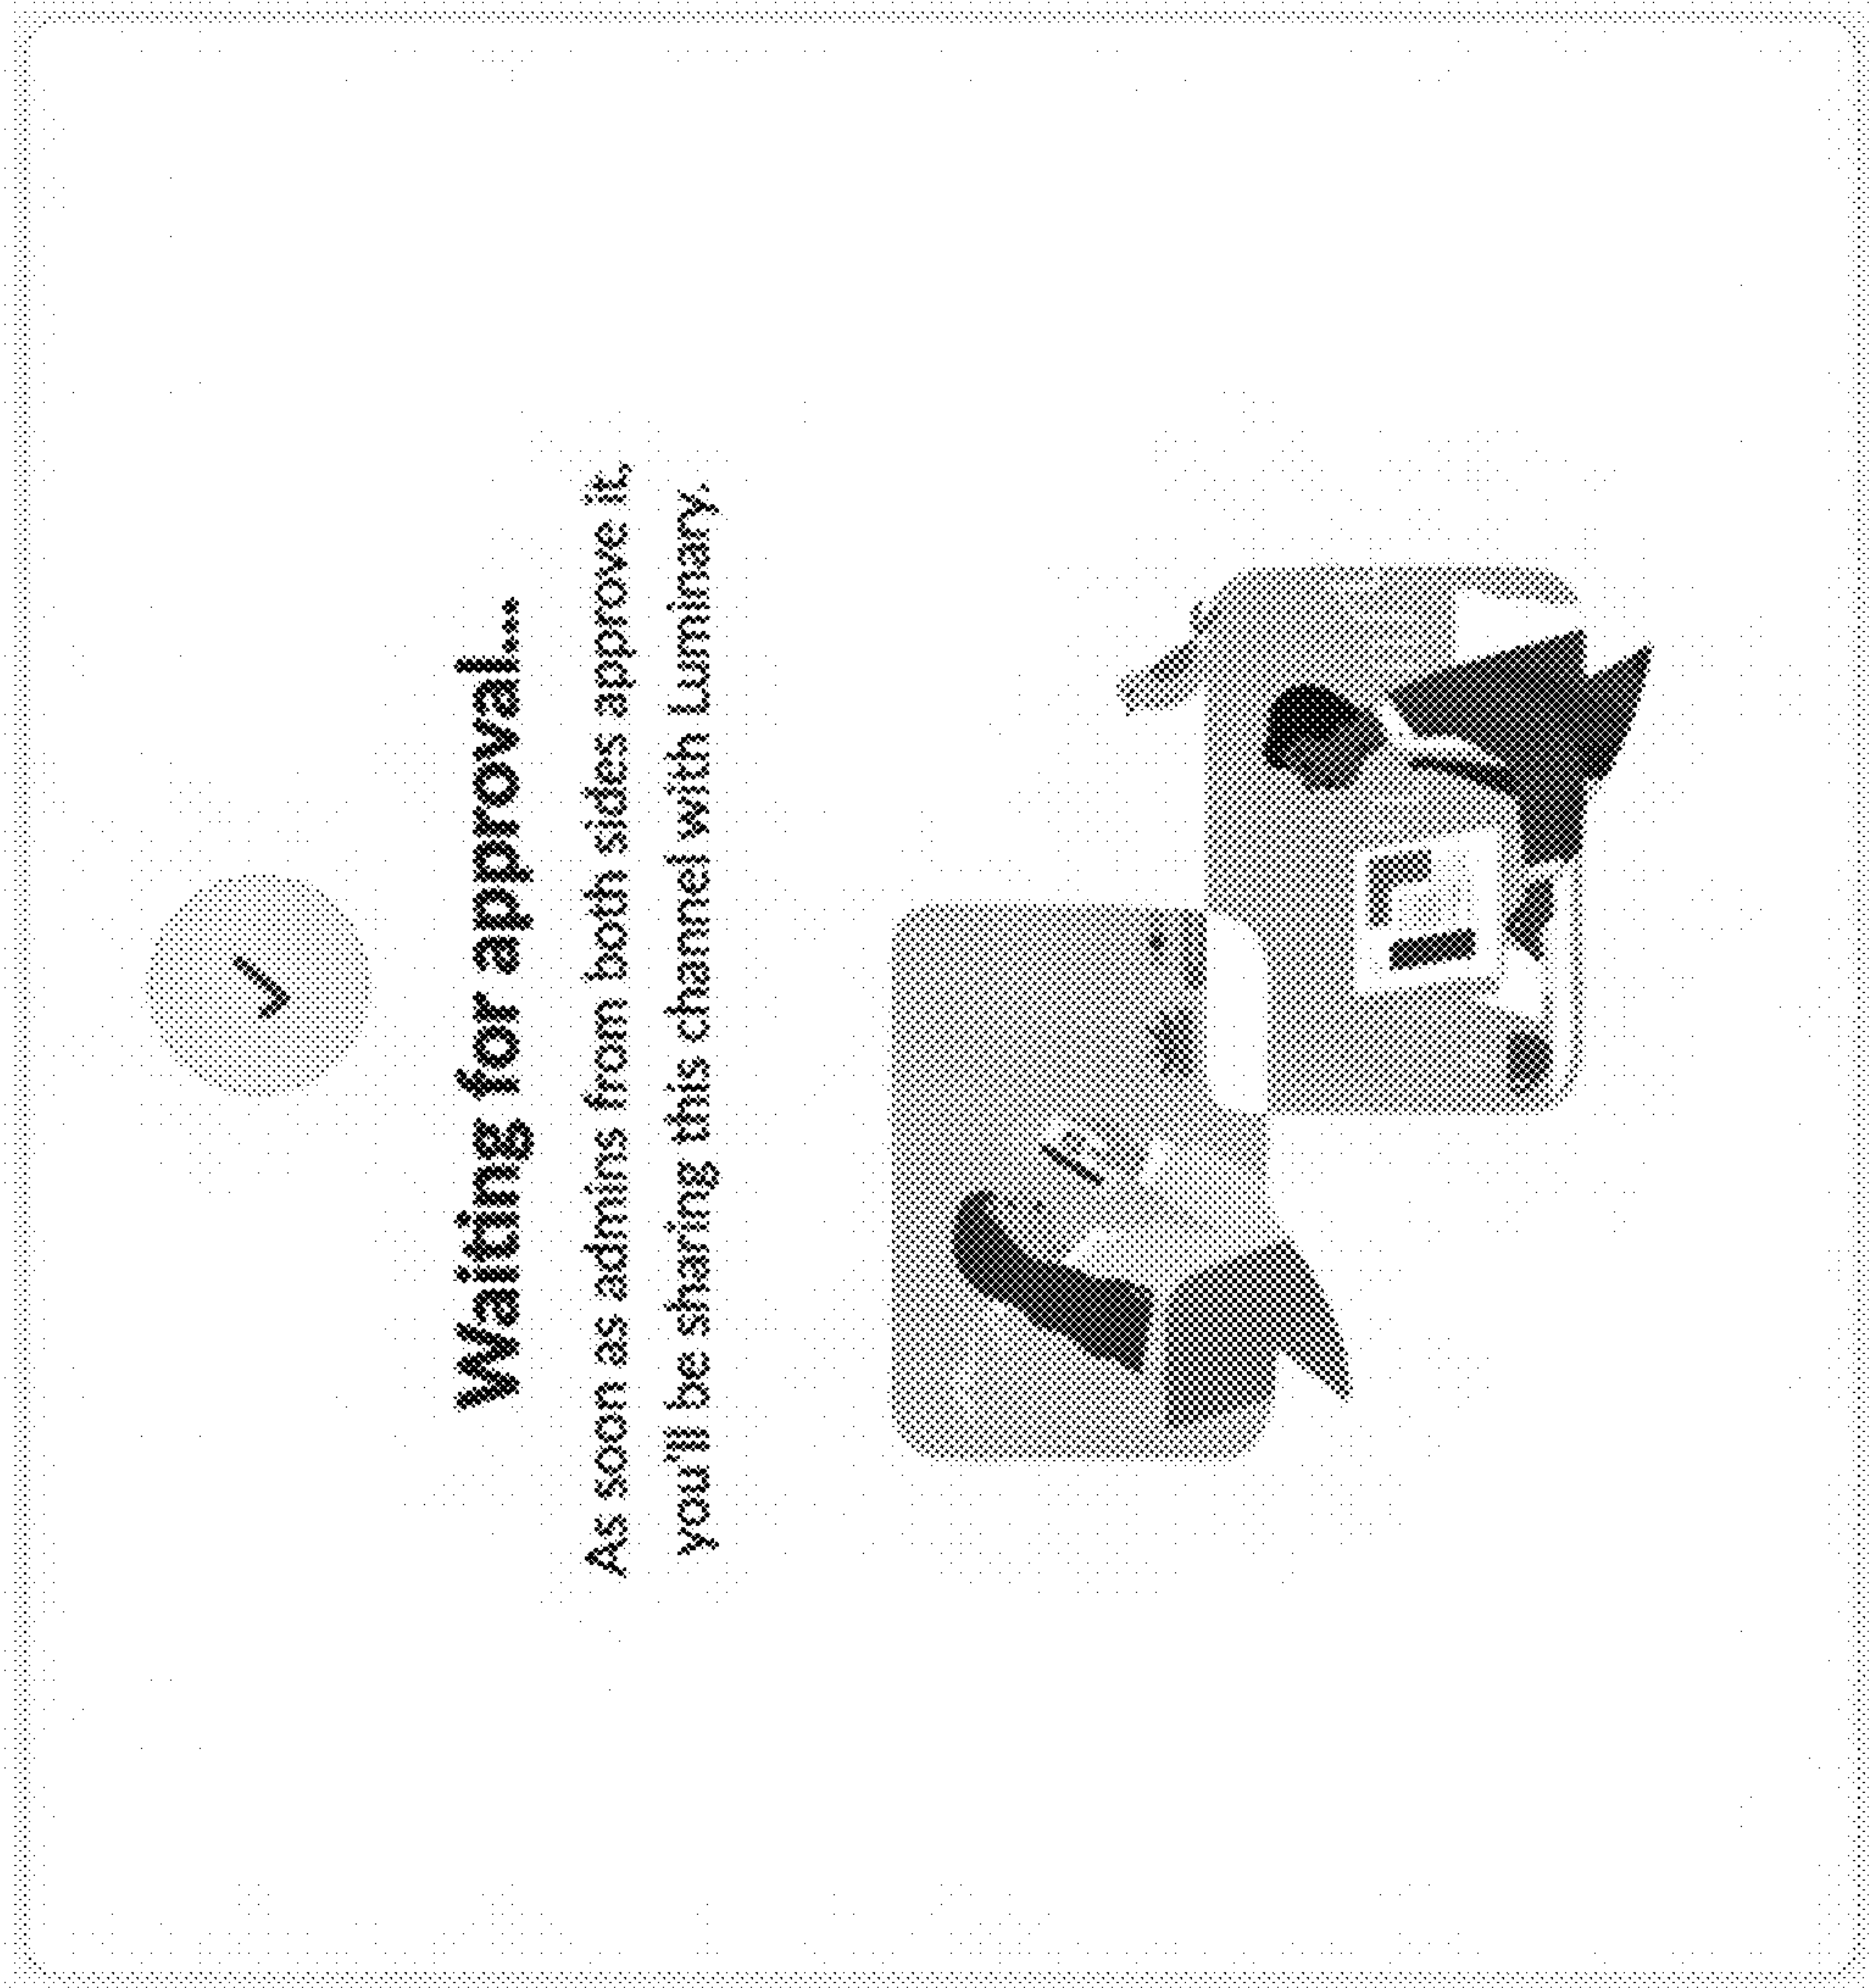 Waiting for approval...
As soon as admins from both sides approve it,
you'll be sharing this channel with Luminary.